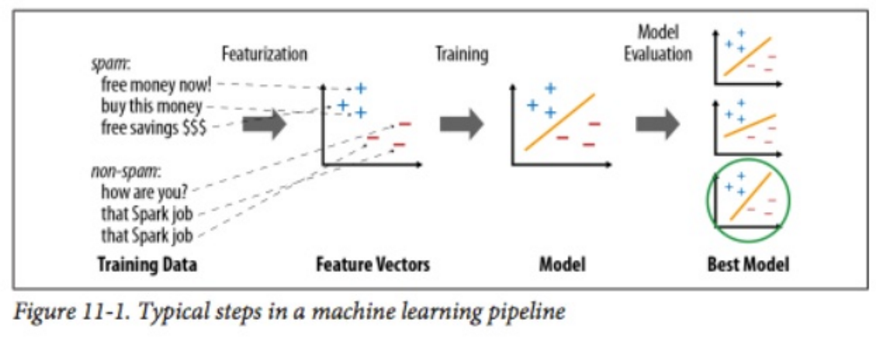 Featurization
Training
Model
Evaluation
spam:
free money now!
buy this money
free savings $$$
non-spam:
how are you?
that Spark job
that Spark job
Training Data
Feature Vectors
Model
Best Model
Figure 11-1. Typical steps in a machine learning pipeline